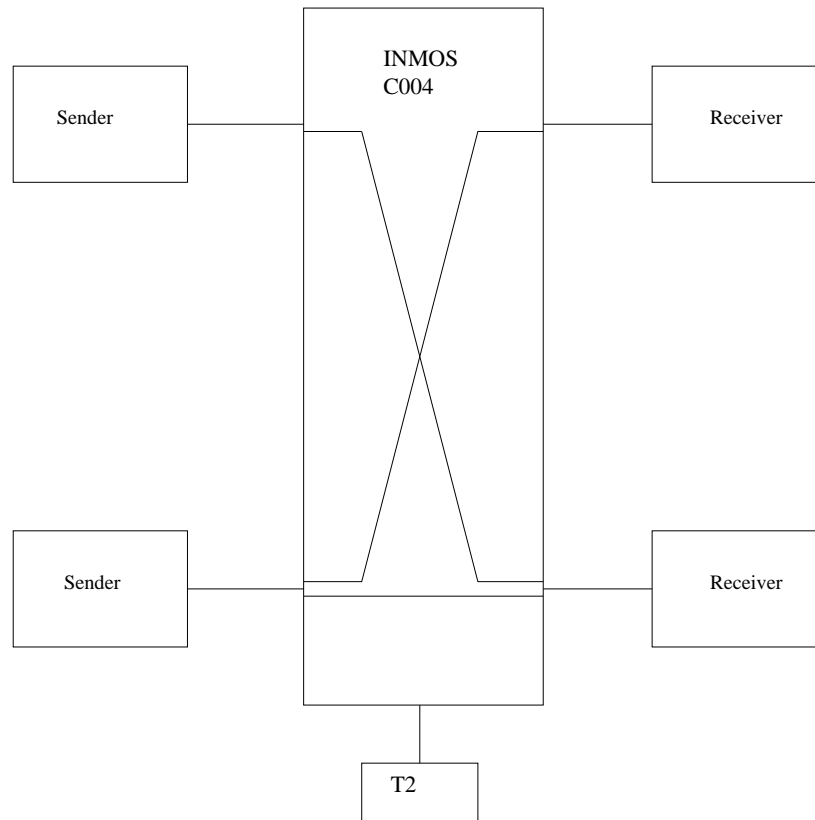 INMOS
C004
Sender
Receiver
Sender
Receiver
T2